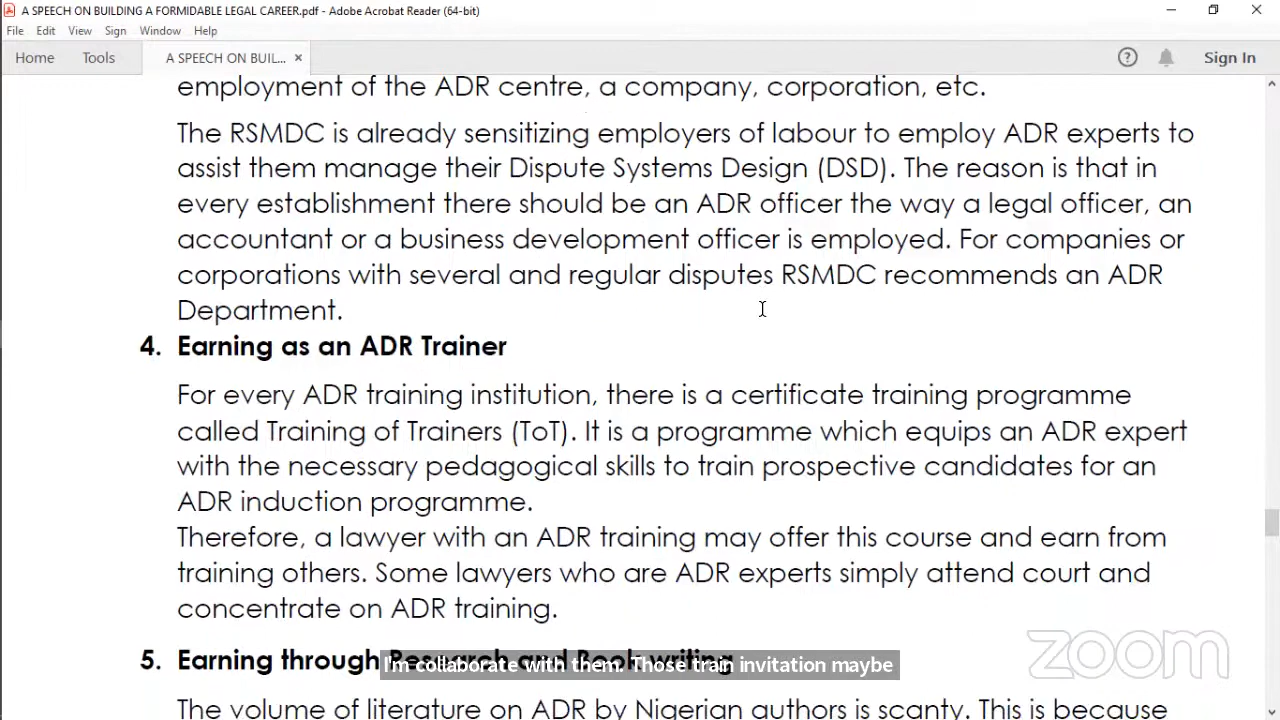 A SPEECH ON BUILDING A FORMIDABLE LEGAL CAREER.pdf - Adobe Acrobat Reader (64-bit)
File Edit View Sign Window Help
Home Tools A SPEECH ON BUIL... × Sign In
employment of the ADR centre, a company, corporation, etc.
The RSMDC is already sensitizing employers of labour to employ ADR experts to
assist them manage their Dispute Systems Design (DSD). The reason is that in
every establishment there should be an ADR officer the way a legal officer, an
accountant or a business development officer is employed. For companies or
corporations with several and regular disputes RSMDC recommends an ADR
Department.
4. Earning as an ADR Trainer
For every ADR training institution, there is a certificate training programme
called Training of Trainers (ToT). It is a programme which equips an ADR expert
with the necessary pedagogical skills to train prospective candidates for an
ADR induction programme.
Therefore, a lawyer with an ADR training may offer this course and earn from
training others. Some lawyers who are ADR experts simply attend court and
concentrate on ADR training.
5. Earning through Research and Book writing
I'm collaborate with them. Those train invitation maybe
zoom
The volume of literature on ADR by Nigerian authors is scanty. This is because